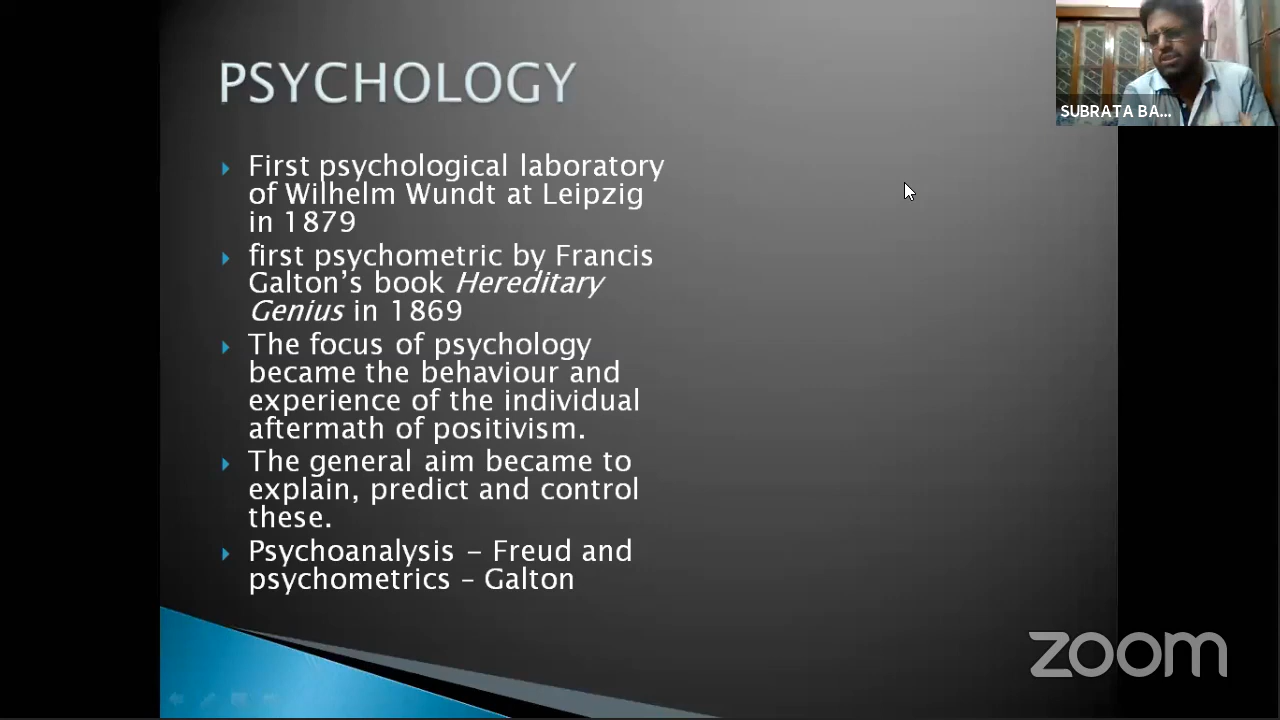 PSYCHOLOGY
First psychological laboratory
of Wilhelm Wundt at Leipzig
in 1879
first psychometric by Francis
Galton’s book Hereditary
Genius in 1869
The focus of psychology
became the behaviour and
experience of the individual
aftermath of positivism.
The general aim became to
explain, predict and control
these.
Psychoanalysis – Freud and
psychometrics – Galton
SUBRATA BA...
zoom